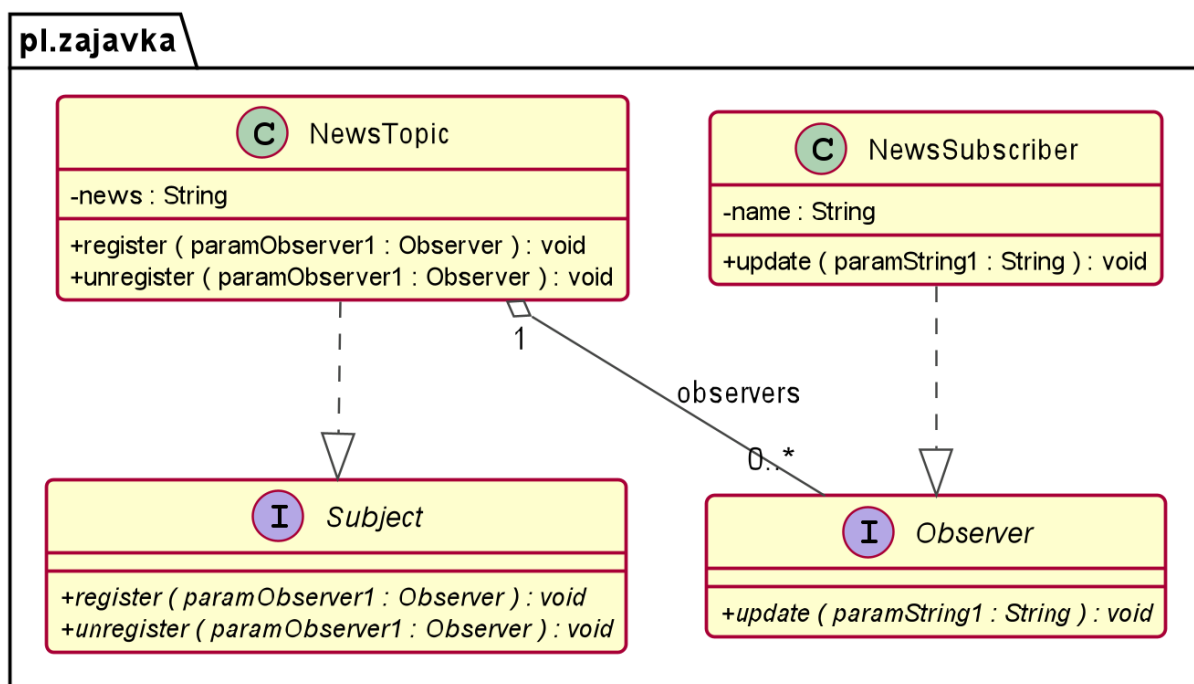 pl.zajavka
C NewsTopic
-news : String
+register ( paramObserver1 : Observer ) : void
+unregister ( paramObserver1 : Observer ) : void
C NewsSubscriber
-name : String
+update ( paramString1 : String ) : void
1
observers
0..*
I Subject
+register ( paramObserver1 : Observer ) : void
+unregister ( paramObserver1 : Observer ) : void
I Observer
+update ( paramString1 : String ) : void